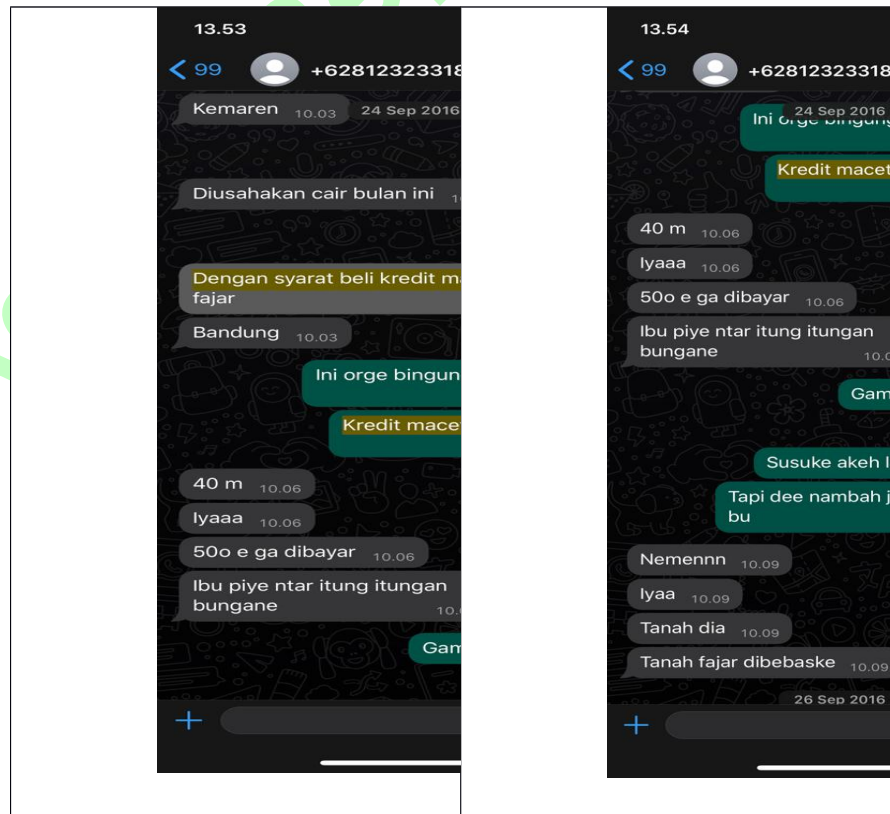 13.53
99 +62812323318
Kemaren 10.03 24 Sep 2016
Diusahakan cair bulan ini
Dengan syarat beli kredit
fajar
Bandung 10.03
Ini orge
Kredit
40 m 10.06
Iyaaa 10.06
50o e ga dibayar 10.06
Ibu piye ntar itung itungan
bungane
13.54
99 +62812323318
24 Sep 2016
Ini orge
Kredit macet
40 m 10.06
Iyaaa 10.06
50o e ga dibayar 10.06
Ibu piye ntar itung itungan
bungane
Susuke akeh
Tapi dee nambah
bu
Nemennn 10.09
Iyaa 10.09
Tanah dia 10.09
Tanah fajar dibebaske 10.09
26 Sep 2016